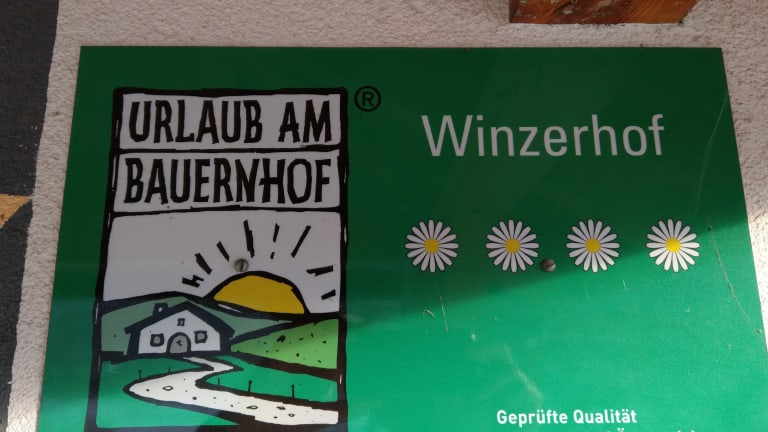 URLAUB AM
BAUERNHOF
®
Winzerhof
Geprüfte Qualität